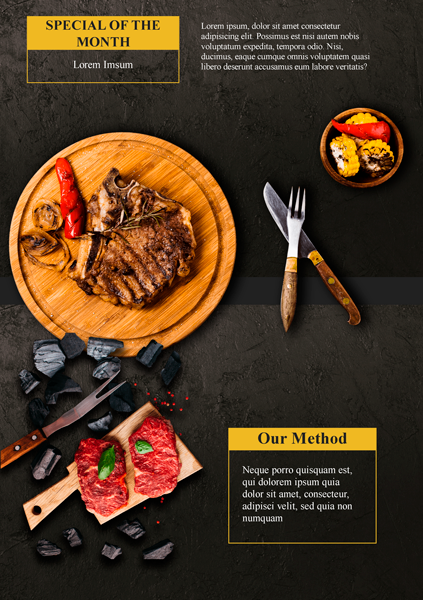 SPECIAL OF THE
MONTH
Lorem Imsum
Lorem ipsum, dolor sit amet consectetur
adipisicing elit. Possimus est nisi autem nobis
voluptatum expedita, tempora odio. Nisi,
ducimus, eaque cumque omnis voluptatem quasi
libero deserunt accusamus eum labore veritatis?
Our Method
Neque porro quisquam est,
qui dolorem ipsum quia
dolor sit amet, consecteur,
adipisci velit, sed quia non
numquam